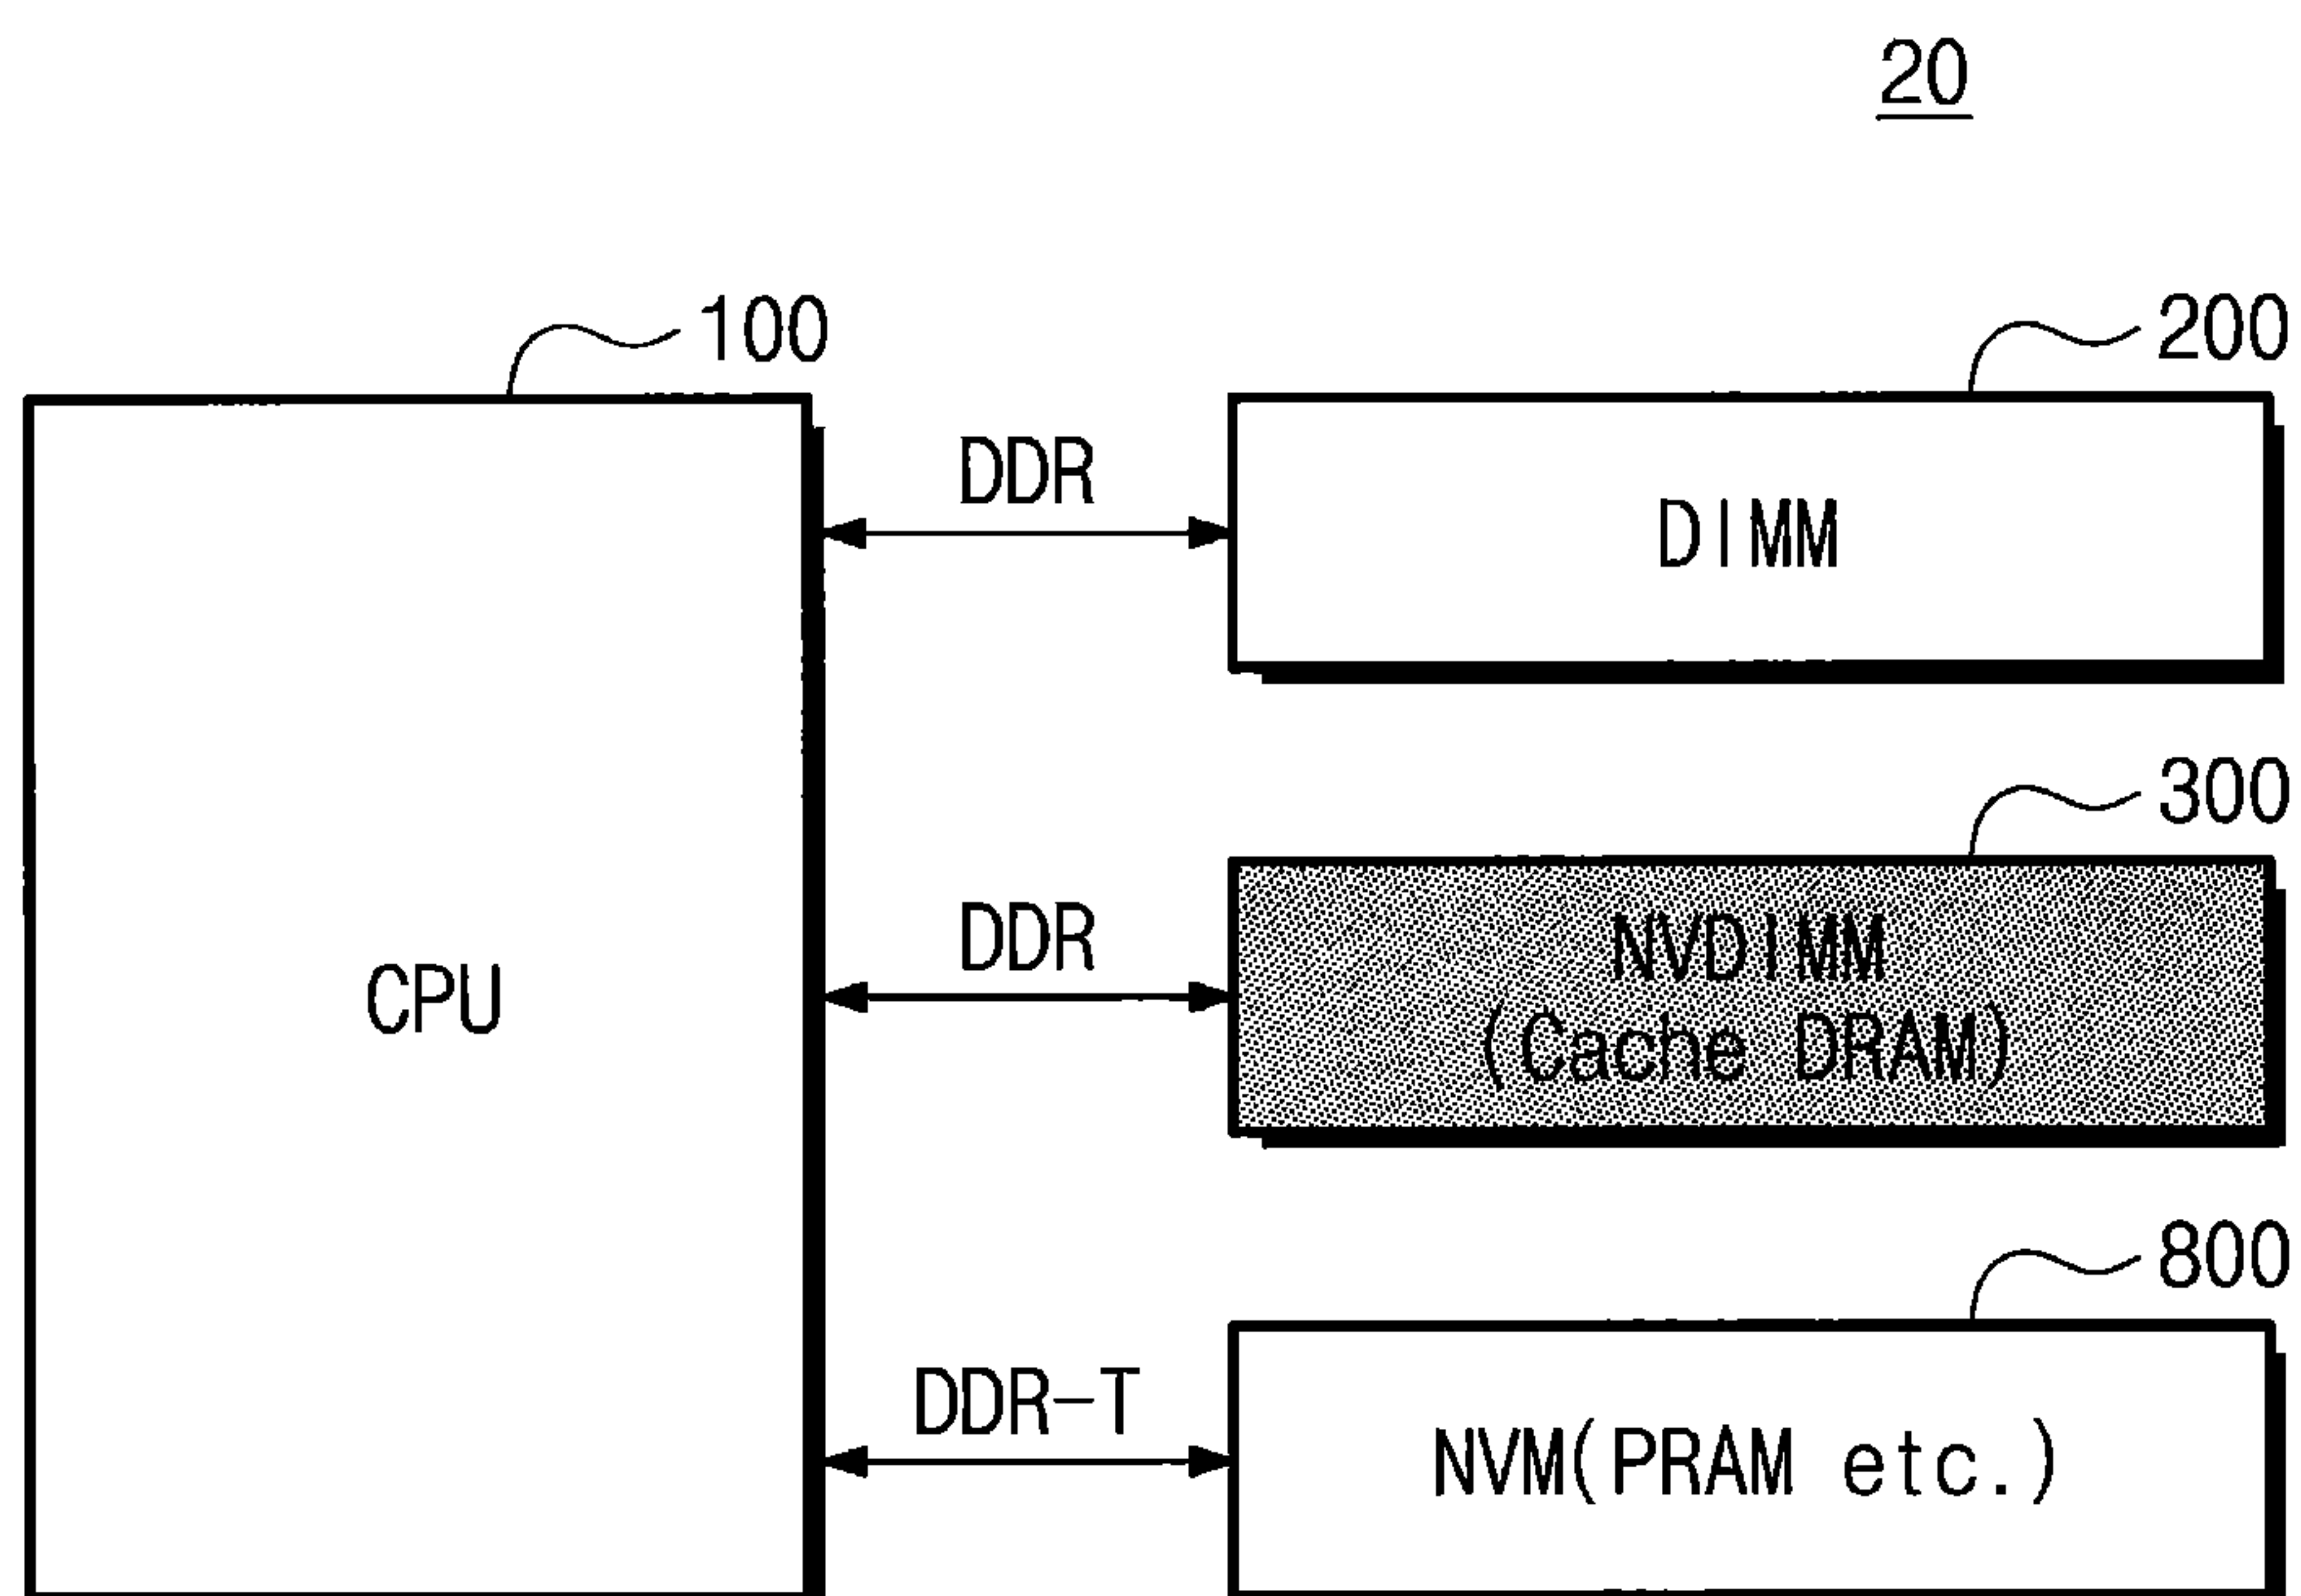 20
100
200
DDR
DIMM
300
DDR
NVDIMM
(Cache DRAM)
CPU
800
DDR-T
NVM(PRAM etc.)